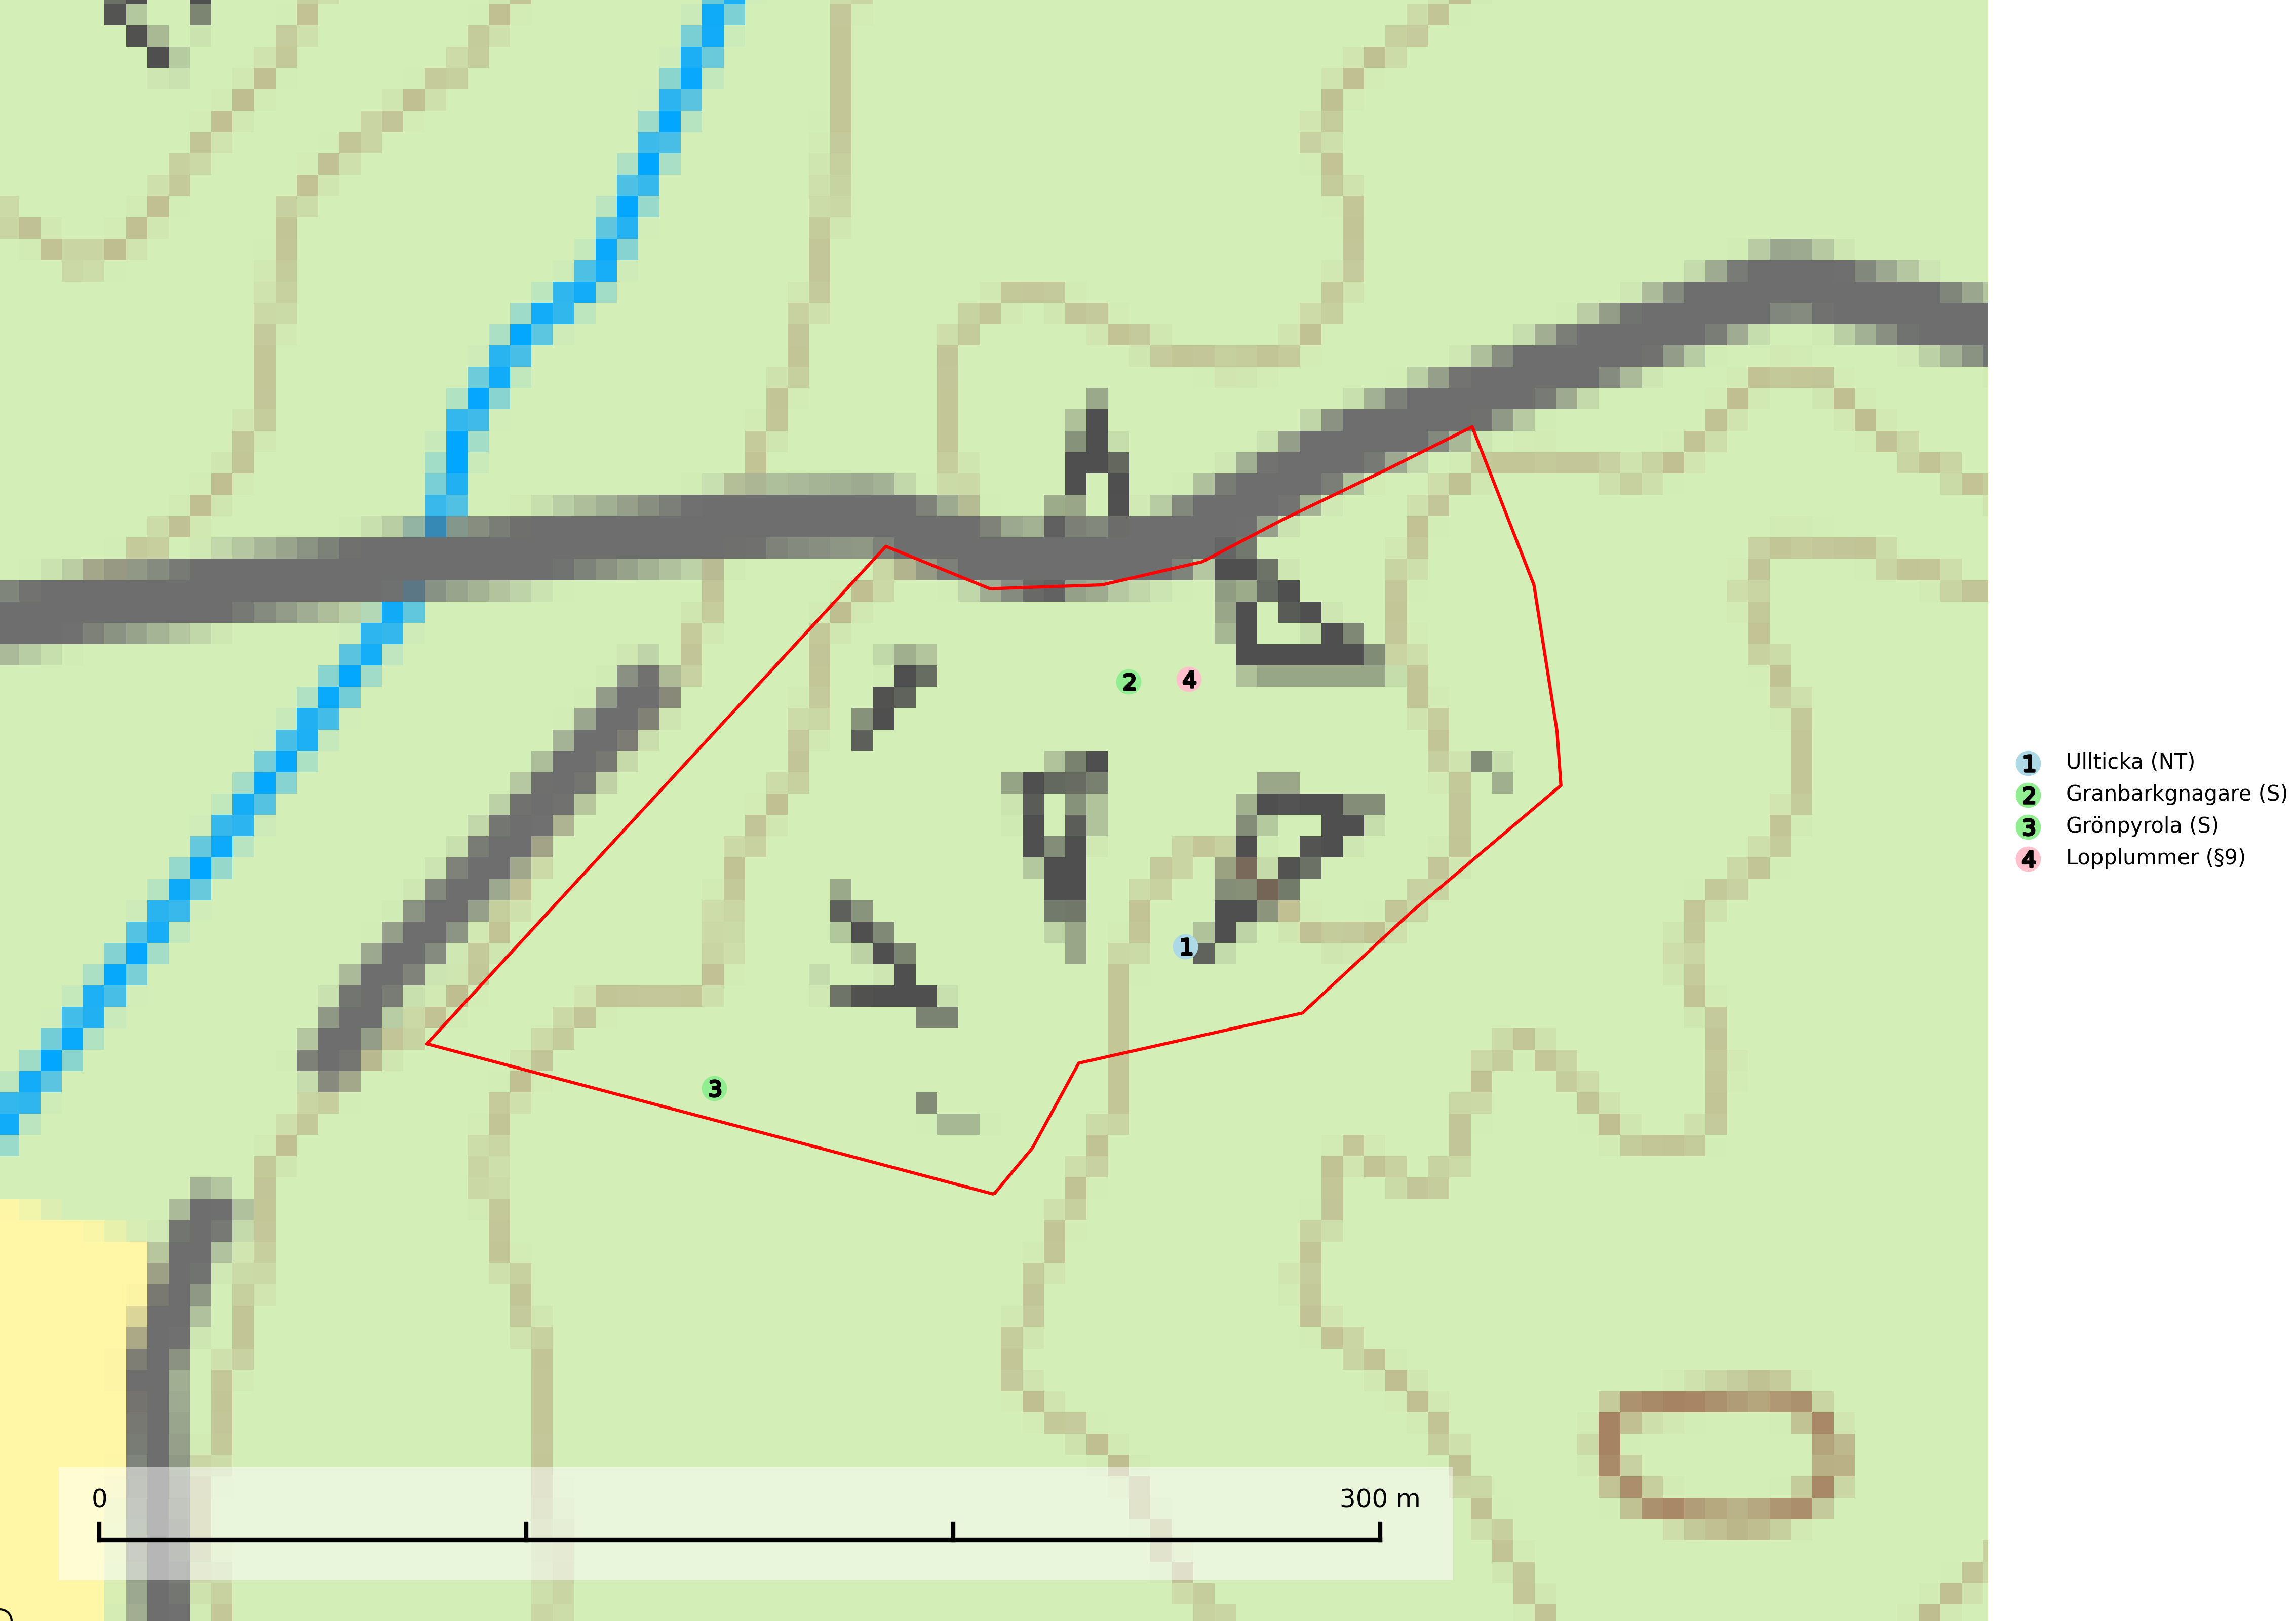 2 4
1
3
1 Ullticka (NT)
2 Granbarkgnagare (S)
3 Grönpyrola (S)
4 Lopplummer (§9)
0 300 m